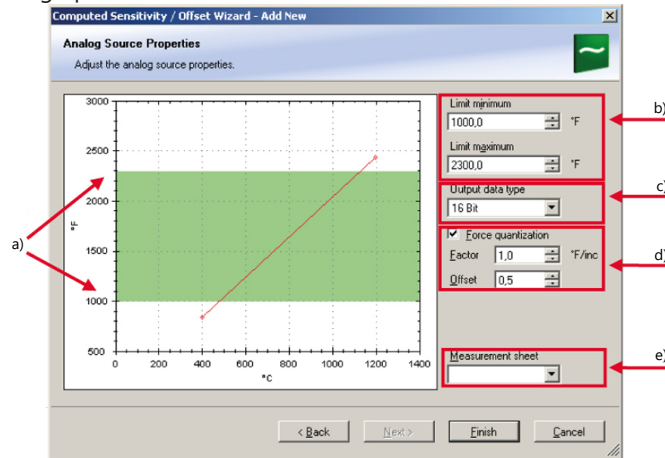 Computed Sensitivity / Offset Wizard - Add New
Analog Source Properties
Adjust the analog source properties.
3000
2500
2000
1500
1000
500
°F
0 200 400 600 800 1000 1200 1400
°C
a)
Limit minimum
1000,0 °F
Limit maximum
2300,0 °F
b)
Output data type
16 Bit
c)
Force quantization
Factor 1,0 °F/inc
Offset 0,5
d)
Measurement sheet
e)
< Back Next > Finish Cancel